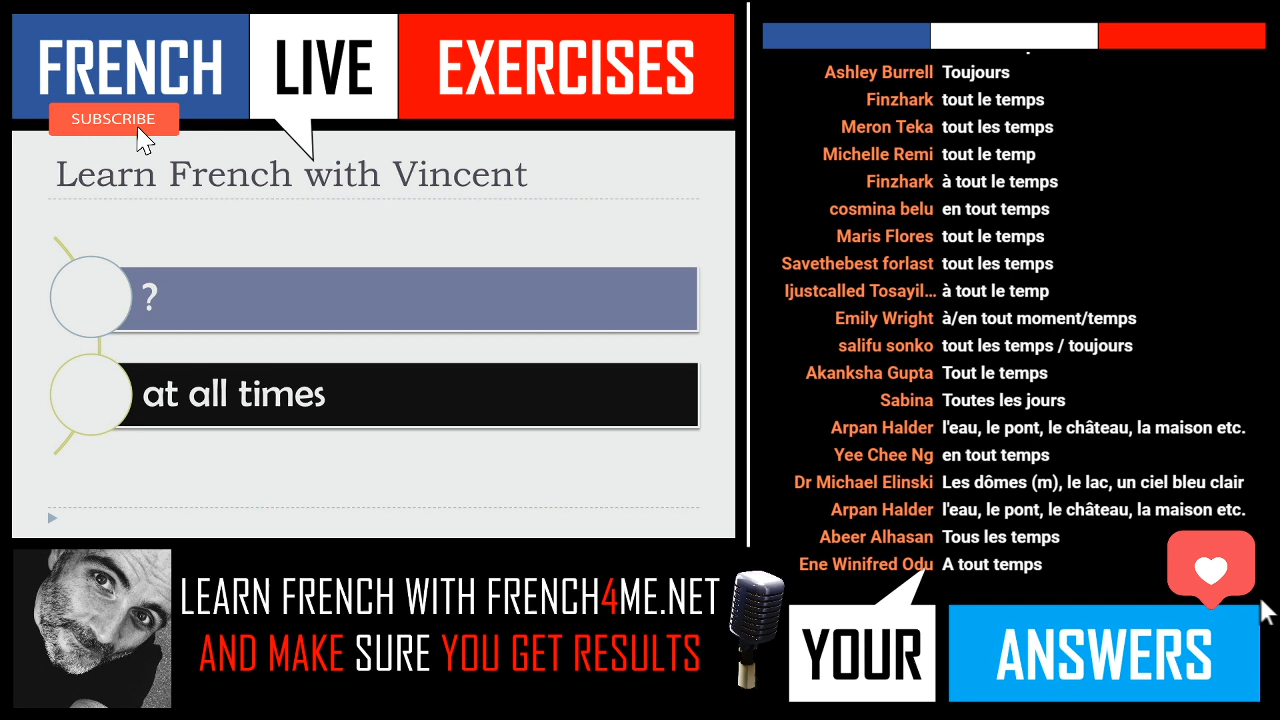 FRENCH LIVE EXERCISES
SUBSCRIBE
Learn French with Vincent
?
at all times
LEARN FRENCH WITH FRENCH4ME.NET
AND MAKE SURE YOU GET RESULTS
Ashley Burrell Toujours
Finzhark tout le temps
Meron Teka tout les temps
Michelle Remi tout le temp
Finzhark à tout le temps
cosmina belu en tout temps
Maris Flores tout le temps
Savethebest forlast tout les temps
Ijustcalled Tosayil... à tout le temp
Emily Wright à/en tout moment/temps
salifu sonko tout les temps / toujours
Akanksha Gupta Tout le temps
Sabina Toutes les jours
Arpan Halder l'eau, le pont, le château, la maison etc.
Yee Chee Ng en tout temps
Dr Michael Elinski Les dômes (m), le lac, un ciel bleu clair
Arpan Halder l'eau, le pont, le château, la maison etc.
Abeer Alhasan Tous les temps
Ene Winifred Odu A tout temps
YOUR ANSWERS